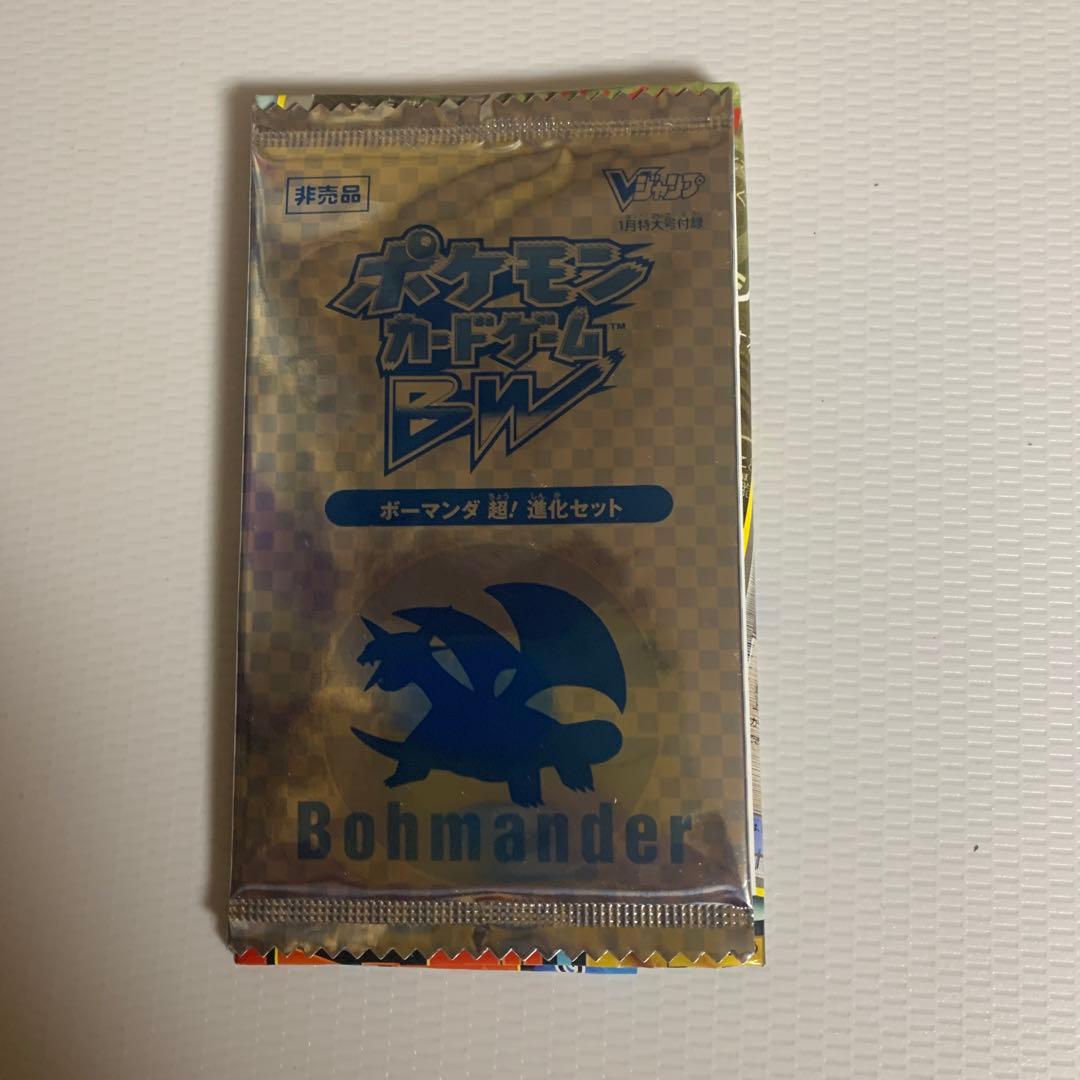 非売品
Vジャンプ
1月特大号付録
ポケモン
カードゲーム™
BW
ボーマンダ 超! 進化セット
Bohmander